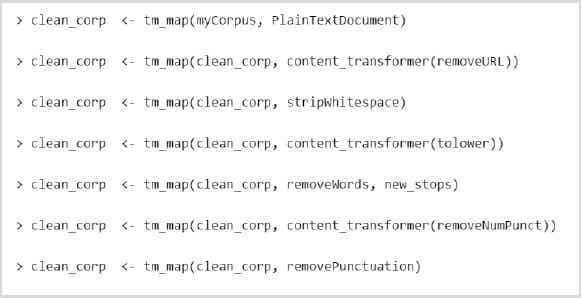 > clean_corp <- tm_map(myCorpus, PlainTextDocument)
> clean_corp <- tm_map(clean_corp, content_transformer(removeURL))
> clean_corp <- tm_map(clean_corp, stripWhitespace)
> clean_corp <- tm_map(clean_corp, content_transformer(tolower))
> clean_corp <- tm_map(clean_corp, removeWords, new_stops)
> clean_corp <- tm_map(clean_corp, content_transformer(removeNumPunct))
> clean_corp <- tm_map(clean_corp, removePunctuation)